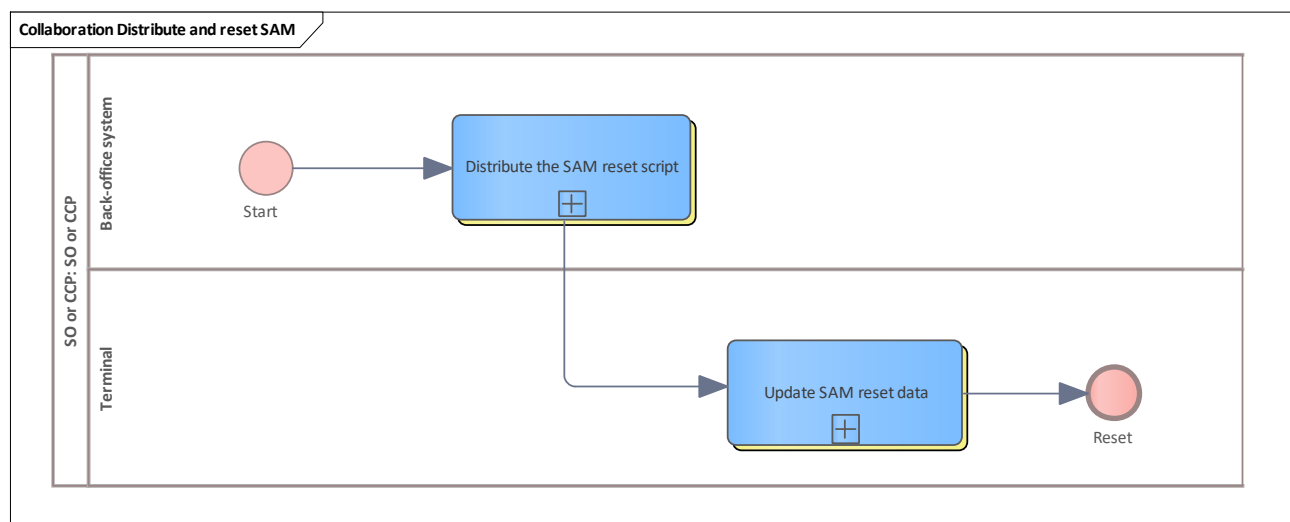 Collaboration Distribute and reset SAM
SO or CCP: SO or CCP
Back-office system
Start
Distribute the SAM reset script
Terminal
Update SAM reset data
Reset